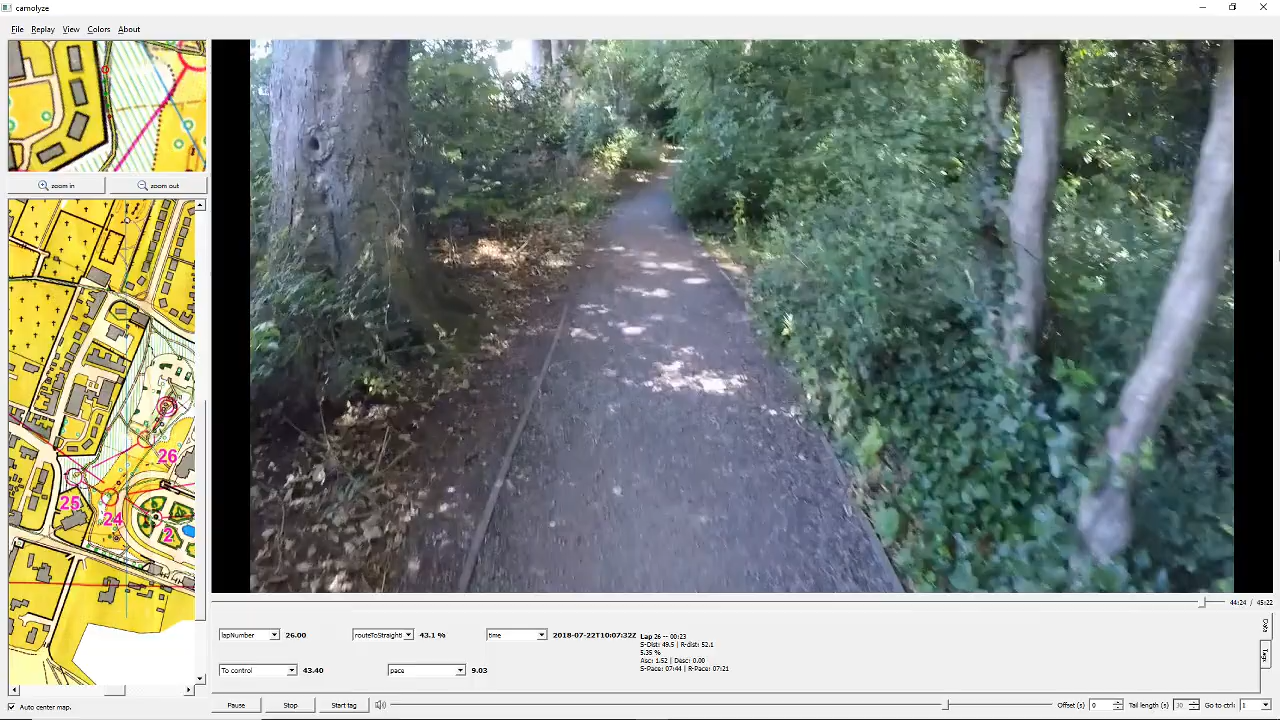 camolyze
File Replay View Colors About
zoom in zoom out
26
25
24
2
44:24 / 45:22
lapNumber 26.00 routeToStraightl 43.1 % time 2018-07-22T10:07:32Z
To control 43.40 pace 9.03
Lap 26 -- 00:23
S-Dist: 49.5 | R-dist: 52.1
5.35 %
Asc: 1.52 | Desc: 0.00
S-Pace: 07:44 | R-Pace: 07:21
Tags
Auto center map.
Pause Stop Start tag Offset (s) 0 Tail length (s) 30 Go to ctrl: 1